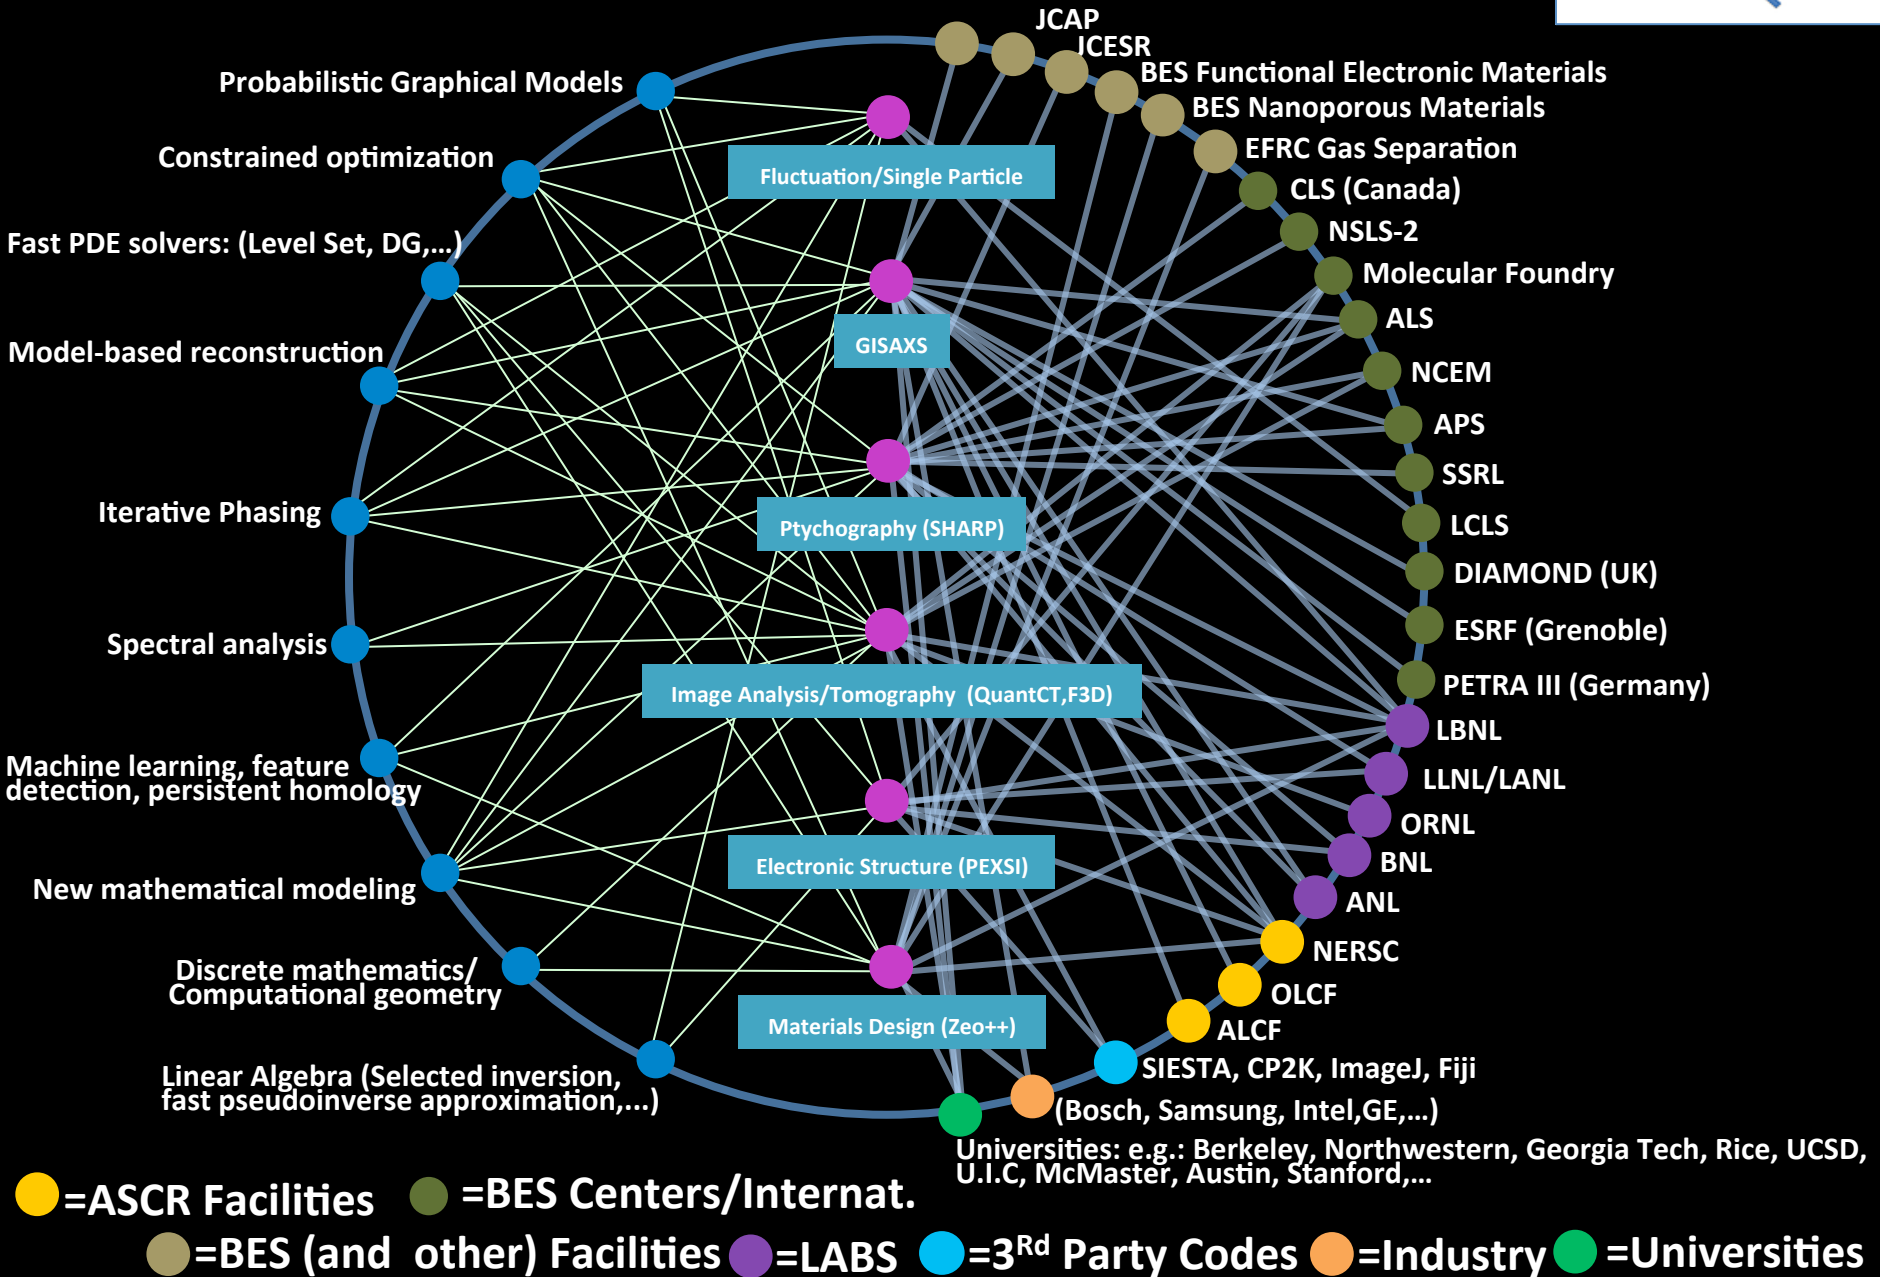 JCAP
JCESR
BES Functional Electronic Materials
BES Nanoporous Materials
EFRC Gas Separation
CLS (Canada)
NSLS-2
Molecular Foundry
ALS
NCEM
APS
SSRL
LCLS
DIAMOND (UK)
ESRF (Grenoble)
PETRA III (Germany)
LBNL
LLNL/LANL
ORNL
BNL
ANL
NERSC
OLCF
ALCF
SIESTA, CP2K, ImageJ, Fiji
(Bosch, Samsung, Intel,GE,...)
Universities: e.g.: Berkeley, Northwestern, Georgia Tech, Rice, UCSD,
U.I.C, McMaster, Austin, Stanford,...
Probabilistic Graphical Models
Constrained optimization
Fast PDE solvers: (Level Set, DG,...)
Model-based reconstruction
Iterative Phasing
Spectral analysis
Machine learning, feature
detection, persistent homology
New mathematical modeling
Discrete mathematics/
Computational geometry
Linear Algebra (Selected inversion,
fast pseudoinverse approximation,...)
Fluctuation/Single Particle
GISAXS
Ptychography (SHARP)
Image Analysis/Tomography (QuantCT,F3D)
Electronic Structure (PEXSI)
Materials Design (Zeo++)
=ASCR Facilities
=BES Centers/Internat.
=BES (and other) Facilities
=LABS
=3Rd Party Codes
=Industry
=Universities